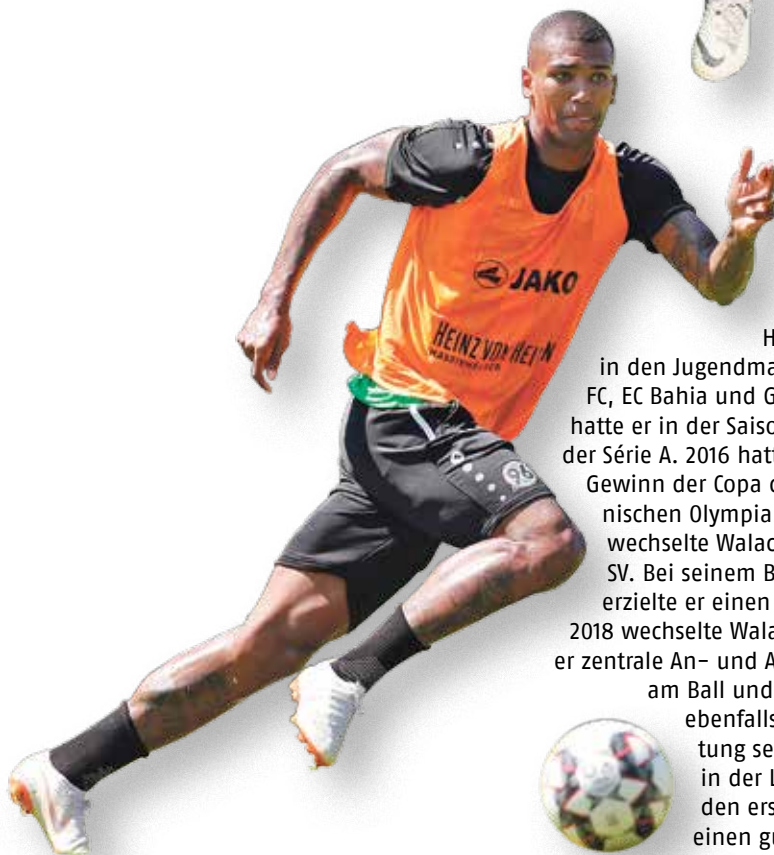 JAKO
HEINZ VON HEIDEN
MASSIVHÄUSER
96
H
in den Jugendma
FC, EC Bahia und G
hatte er in der Saiso
der Série A. 2016 hatt
Gewinn der Copa d
nischen Olympia
wechselte Walac
SV. Bei seinem B
erzielte er einen
2018 wechselte Wala
er zentrale An- und A
am Ball und
ebenfalls
tung se
in der L
den ers
einen gu